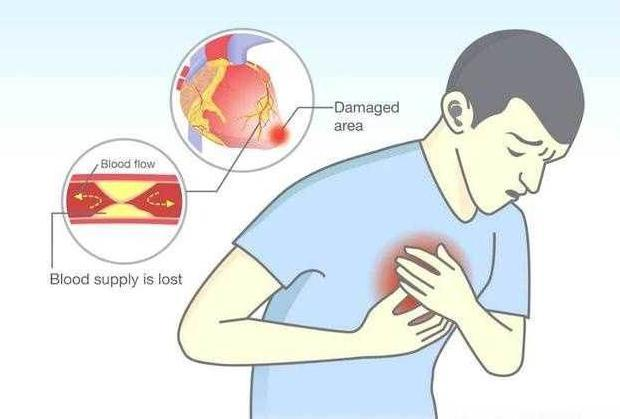 Damaged
area
Blood flow
Blood supply is lost